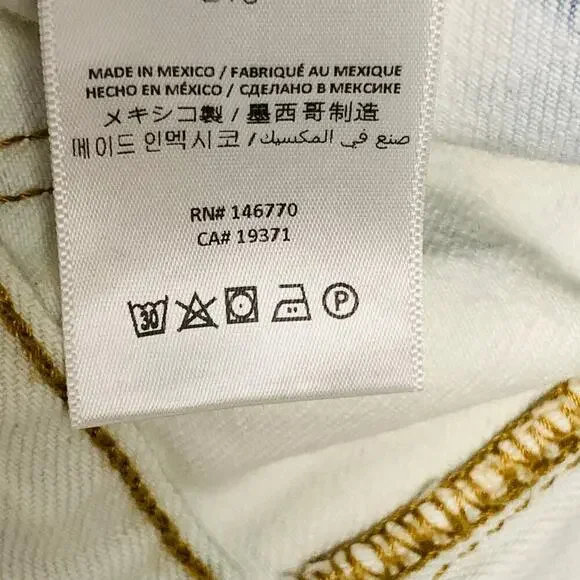 MADE IN MEXICO / FABRIQUÉ AU MEXIQUE
HECHO EN MÉXICO / СДЕЛАНО В МЕКСИКЕ
メキシコ製 / 墨西哥制造
메이드 인멕시코 / صنع في المكسيك
RN# 146770
CA# 19371
30 P